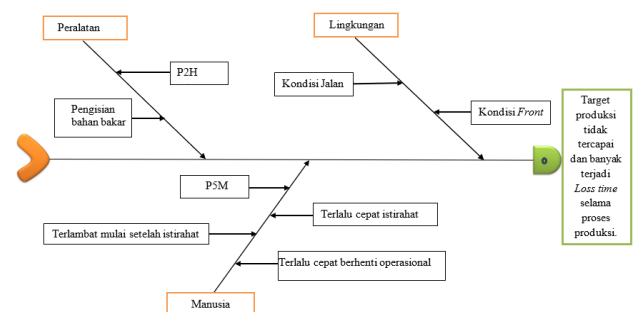 Peralatan
Lingkungan
P2H
Kondisi Jalan
Pengisian
bahan bakar
Kondisi Front
Target
produksi
tidak
tercapai
dan banyak
terjadi
Loss time
selama
proses
produksi.
P5M
Terlalu cepat istirahat
Terlambat mulai setelah istirahat
Terlalu cepat berhenti operasional
Manusia